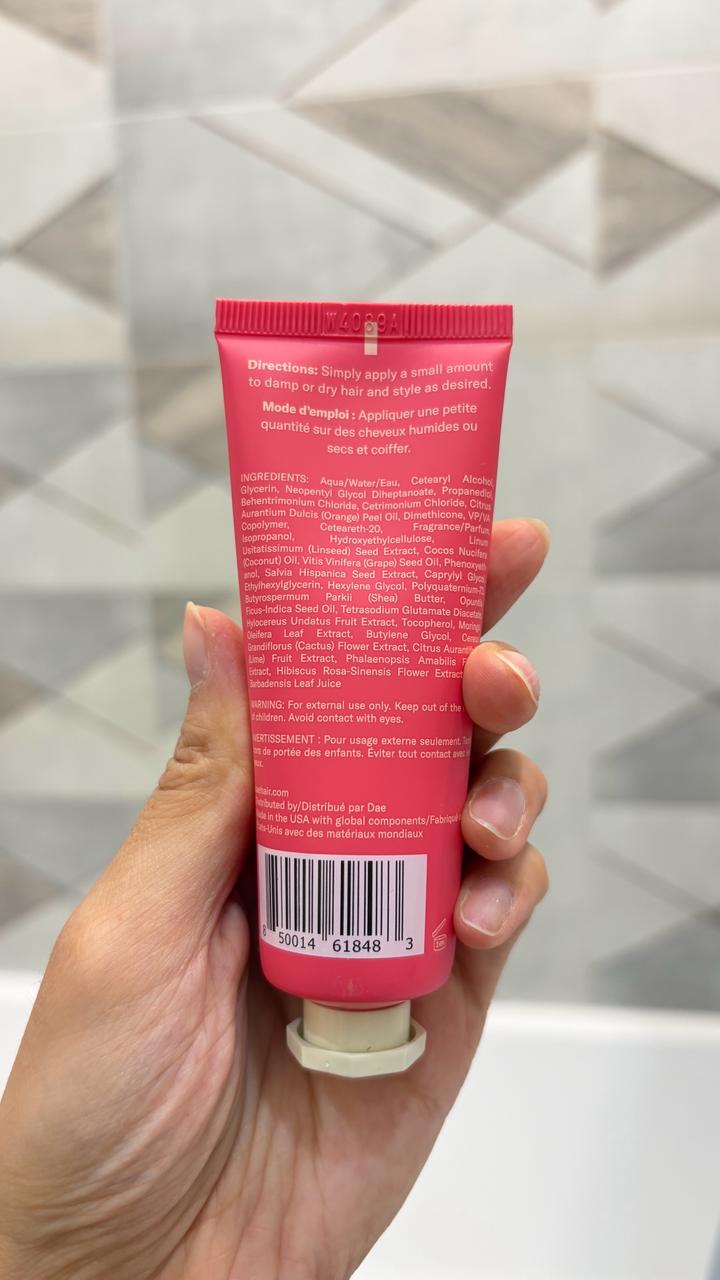 W4099A
Directions: Simply apply a small amount
to damp or dry hair and style as desired.
Mode d'emploi : Appliquer une petite
quantité sur des cheveux humides ou
secs et coiffer.
INGREDIENTS: Aqua/Water/Eau, Cetearyl Alcohol,
Glycerin, Neopentyl Glycol Diheptanoate, Propanediol,
Behentrimonium Chloride, Cetrimonium Chloride, Citrus
Aurantium Dulcis (Orange) Peel Oil, Dimethicone, VP/VA
Copolymer, Ceteareth-20, Fragrance/Parfum,
Isopropanol, Hydroxyethylcellulose, Linum
Usitatissimum (Linseed) Seed Extract, Cocos Nucifera
(Coconut) Oil, Vitis Vinifera (Grape) Seed Oil, Phenoxyeth-
anol, Salvia Hispanica Seed Extract, Caprylyl Glycol,
Ethylhexylglycerin, Hexylene Glycol,
Butyrospermum Parkii (Shea) Butter, Opuntia
Ficus-Indica Seed Oil, Tetrasodium Glutamate Diacetate,
Hylocereus Undatus Fruit Extract, Tocopherol, Moringa
Oleifera Leaf Extract, Butylene Glycol,
Grandiflorus (Cactus) Flower Extract, Citrus
(Lime) Fruit Extract, Phalaenopsis Amabilis
Extract, Hibiscus Rosa-Sinensis Flower Extract
Barbadensis Leaf Juice
WARNING: For external use only. Keep out of the
of children. Avoid contact with eyes.
AVERTISSEMENT : Pour usage externe seulement.
de portée des enfants. Éviter tout contact avec

daehair.com
Distributed by/Distribué par Dae
Made in the USA with global components/Fabriqué
États-Unis avec des matériaux mondiaux
8 50014 61848 3
24M